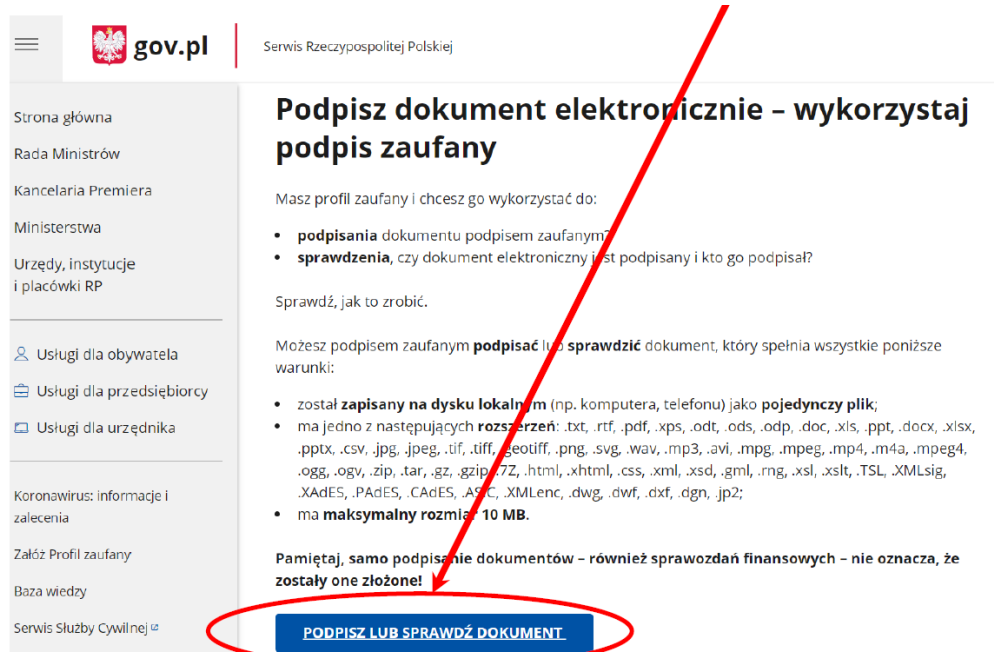 gov.pl
Serwis Rzeczypospolitej Polskiej
Strona główna
Rada Ministrów
Kancelaria Premiera
Ministerstwa
Urzędy, instytucje
i placówki RP
Usługi dla obywatela
Usługi dla przedsiębiorcy
Usługi dla urzędnika
Koronawirus: informacje i
zalecenia
Załóż Profil zaufany
Baza wiedzy
Serwis Służby Cywilnej
Podpisz dokument elektronicznie – wykorzystaj
podpis zaufany
Masz profil zaufany i chcesz go wykorzystać do:
• podpisania dokumentu podpisem zaufanym?
• sprawdzenia, czy dokument elektroniczny jest podpisany i kto go podpisał?
Sprawdź, jak to zrobić.
Możesz podpisem zaufanym podpisać lub sprawdzić dokument, który spełnia wszystkie poniższe
warunki:
• został zapisany na dysku lokalnym (np. komputera, telefonu) jako pojedynczy plik;
• ma jedno z następujących rozszerzeń: .txt, .rtf, .pdf, .xps, .odt, .ods, .odp, .doc, .xls, .ppt, .docx, .xlsx,
.pptx, .csv, .jpg, .jpeg, .tif, .tiff, .geotiff, .png, .svg, .wav, .mp3, .avi, .mpg, .mpeg, .mp4, .m4a, .mpeg4,
.ogg, .ogv, .zip, .tar, .gz, .gzip, .7Z, .html, .xhtml, .css, .xml, .xsd, .gml, .rng, .xsl, .xslt, .TSL, .XMLsig,
.XAdES, .PAdES, .CAdES, .ASIC, .XMLenc, .dwg, .dwf, .dxf, .dgn, .jp2;
• ma maksymalny rozmiar 10 MB.
Pamiętaj, samo podpisanie dokumentów – również sprawozdań finansowych – nie oznacza, że
zostały one złożone!
PODPISZ LUB SPRAWDŹ DOKUMENT